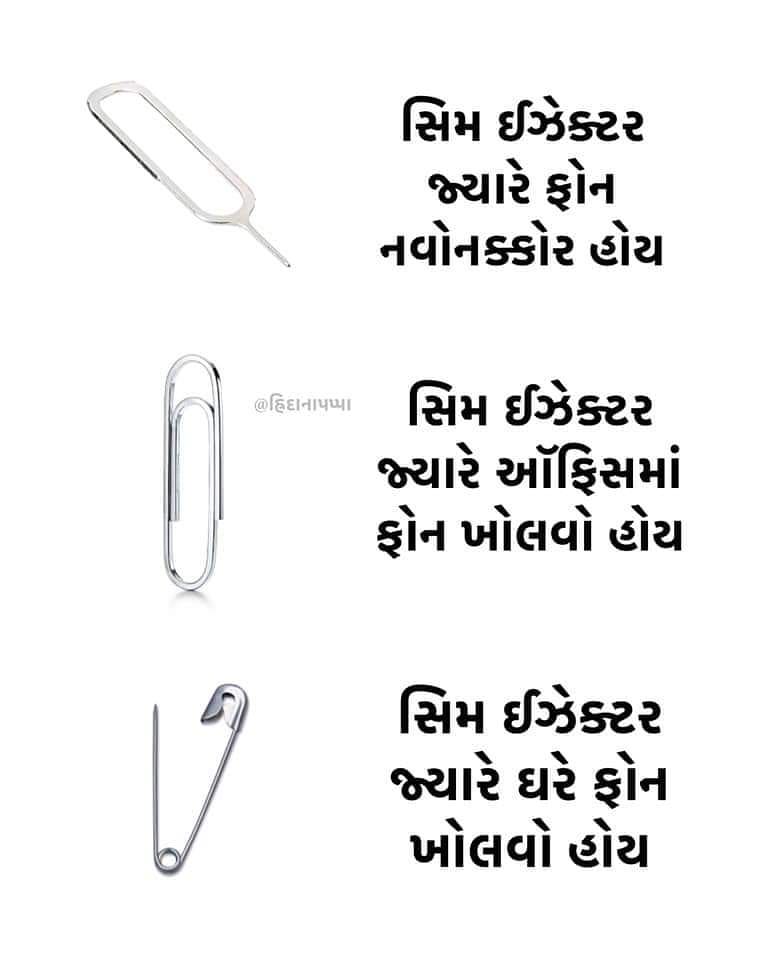 સિમ ઈઝેક્ટર
જ્યારે ફોન
નવોનક્કોર હોય
@હિદાનાપપ્પા
સિમ ઈઝેક્ટર
જ્યારે ઑફિસમાં
ફોન ખોલવો હોય
સિમ ઈઝેક્ટર
જ્યારે ઘરે ફોન
ખોલવો હોય